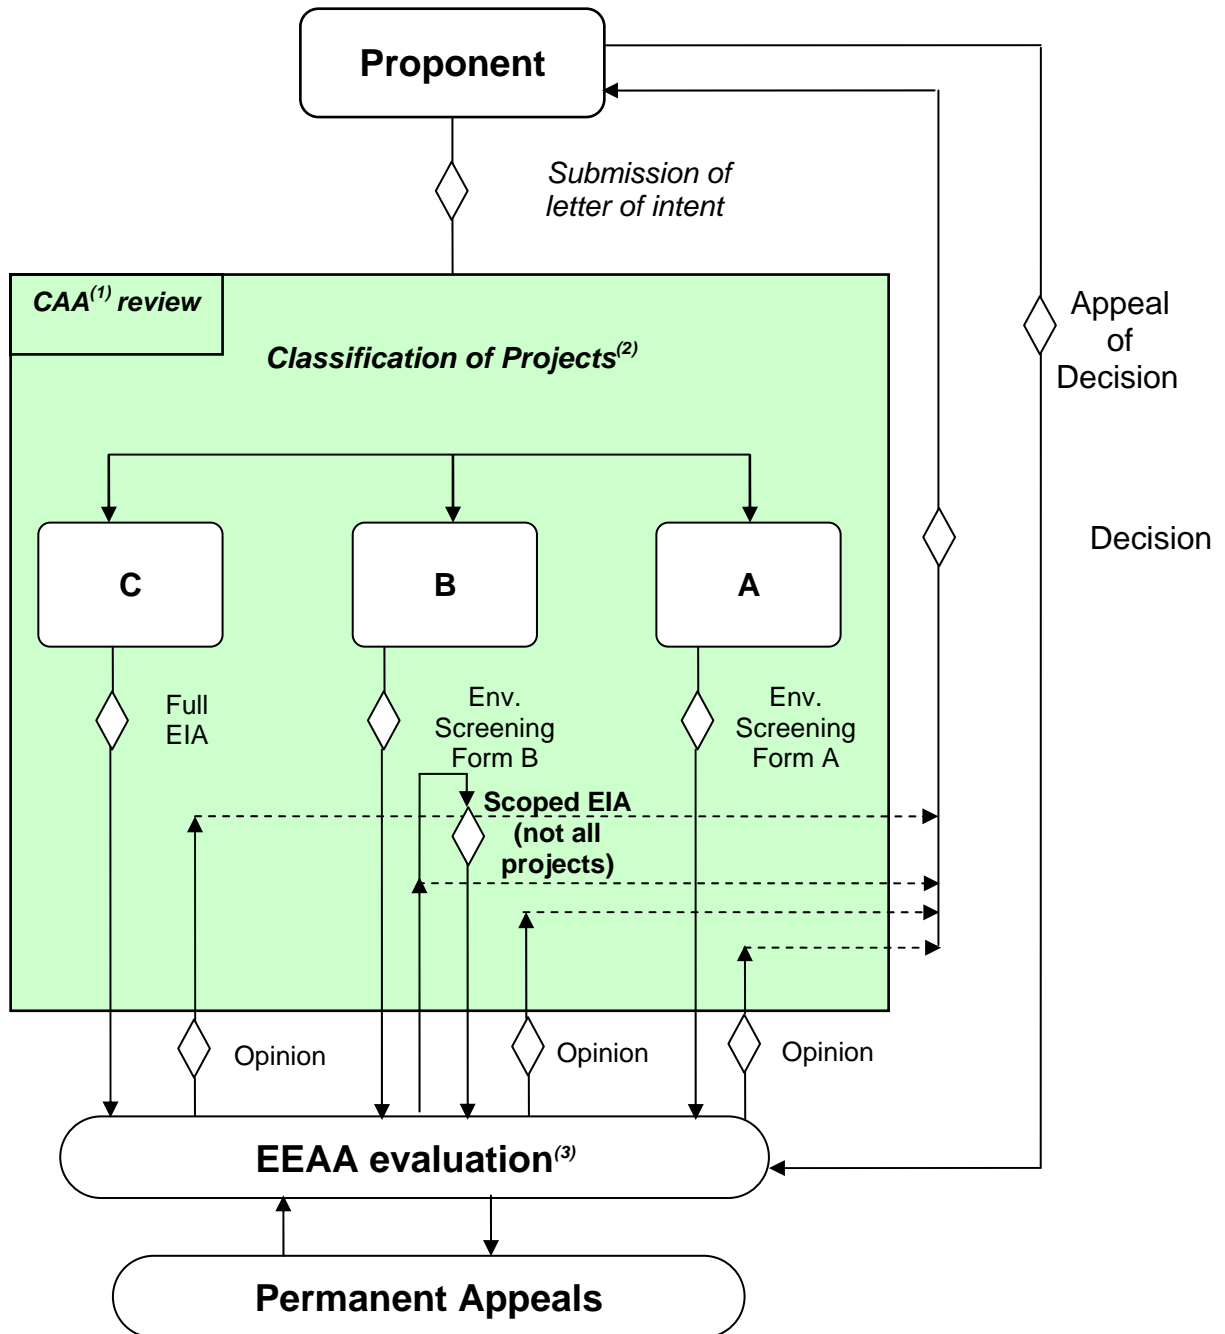 Proponent
Submission of
letter of intent
CAA(1) review
Classification of Projects(2)
Appeal
of
Decision
Decision
C
B
A
Full
EIA
Env.
Screening
Form B
Env.
Screening
Form A
Scoped EIA
(not all
projects)
Opinion
Opinion
Opinion
EEAA evaluation(3)
Permanent Appeals